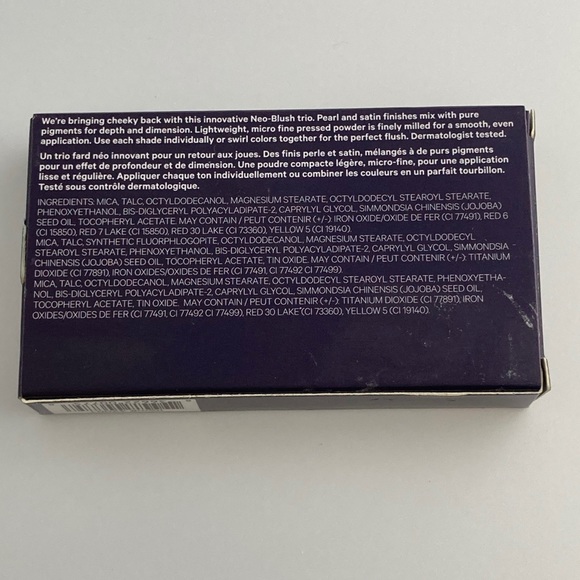 We're bringing cheeky back with this innovative Neo-Blush trio. Pearl and satin finishes mix with pure
pigments for depth and dimension. Lightweight, micro fine pressed powder is finely milled for a smooth, even
application. Use each shade individually or swirl colors together for the perfect flush. Dermatologist tested.
Un trio fard néo innovant pour un retour aux joues. Des finis perle et satin, mélangés à de purs pigments
pour un effet de profondeur et de dimension. Une poudre compacte légère, micro-fine, pour une application
lisse et régulière. Appliquer chaque ton individuellement ou combiner les couleurs en un parfait tourbillon.
Testé sous contrôle dermatologique.
INGREDIENTS: MICA, TALC, OCTYLDODECANOL, MAGNESIUM STEARATE, OCTYLDODECYL STEAROYL STEARATE,
PHENOXYETHANOL, BIS-DIGLYCERYL POLYACYLADIPATE-2, CAPRYLYL GLYCOL, SIMMONDSIA CHINENSIS (JOJOBA)
SEED OIL, TOCOPHERYL ACETATE. MAY CONTAIN / PEUT CONTENIR (+/-): IRON OXIDE/OXIDE DE FER (CI 77491), RED 6
(CI 15850), RED 7 LAKE (CI 15850), RED 30 LAKE (CI 73360), YELLOW 5 (CI 19140).
MICA, TALC, SYNTHETIC FLUORPHLOGOPITE, OCTYLDODECANOL, MAGNESIUM STEARATE, OCTYLDODECYL
STEAROYL STEARATE, PHENOXYETHANOL, BIS-DIGLYCERYL POLYACYLADIPATE-2, CAPRYLYL GLYCOL, SIMMONDSIA
CHINENSIS (JOJOBA) SEED OIL, TIN OXIDE. MAY CONTAIN / PEUT CONTENIR (+/-): TITANIUM
DIOXIDE (CI 77891), IRON OXIDES/OXIDES DE FER (CI 77491, CI 77492 CI 77499).
MICA, TALC, OCTYLDODECANOL, MAGNESIUM STEARATE, OCTYLDODECYL STEAROYL STEARATE, PHENOXYETHA-
NOL, BIS-DIGLYCERYL POLYACYLADIPATE-2, CAPRYLYL GLYCOL, SIMMONDSIA CHINENSIS (JOJOBA) SEED OIL,
TOCOPHERYL ACETATE, TIN OXIDE. MAY CONTAIN / PEUT CONTENIR (+/-): TITANIUM DIOXIDE (CI 77891), IRON
OXIDES/OXIDES DE FER (CI 77491, CI 77492 CI 77499), RED 30 LAKE (CI 73360), YELLOW 5 (CI 19140).